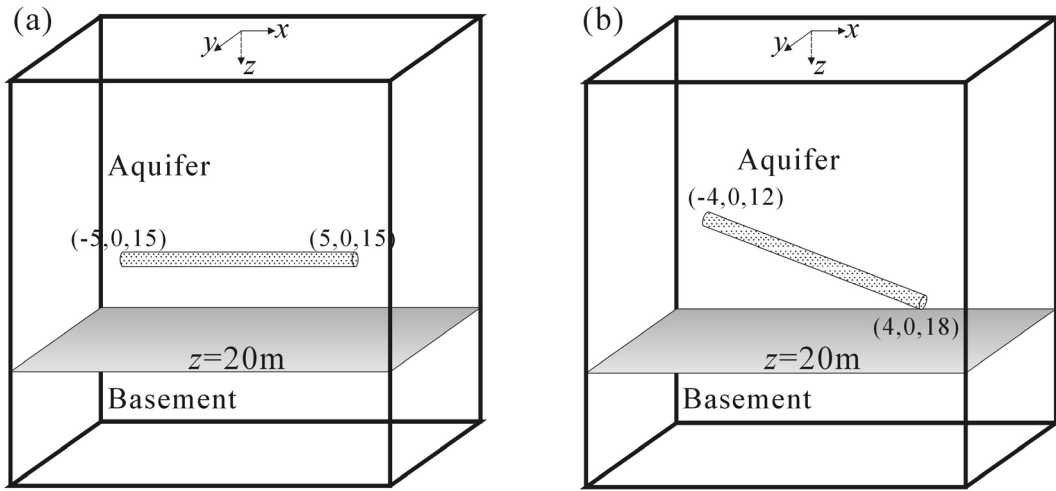 (a)
x
y
z
Aquifer
(-5,0,15)
(5,0,15)
z=20m
Basement
(b)
x
y
z
Aquifer
(-4,0,12)
(4,0,18)
z=20m
Basement